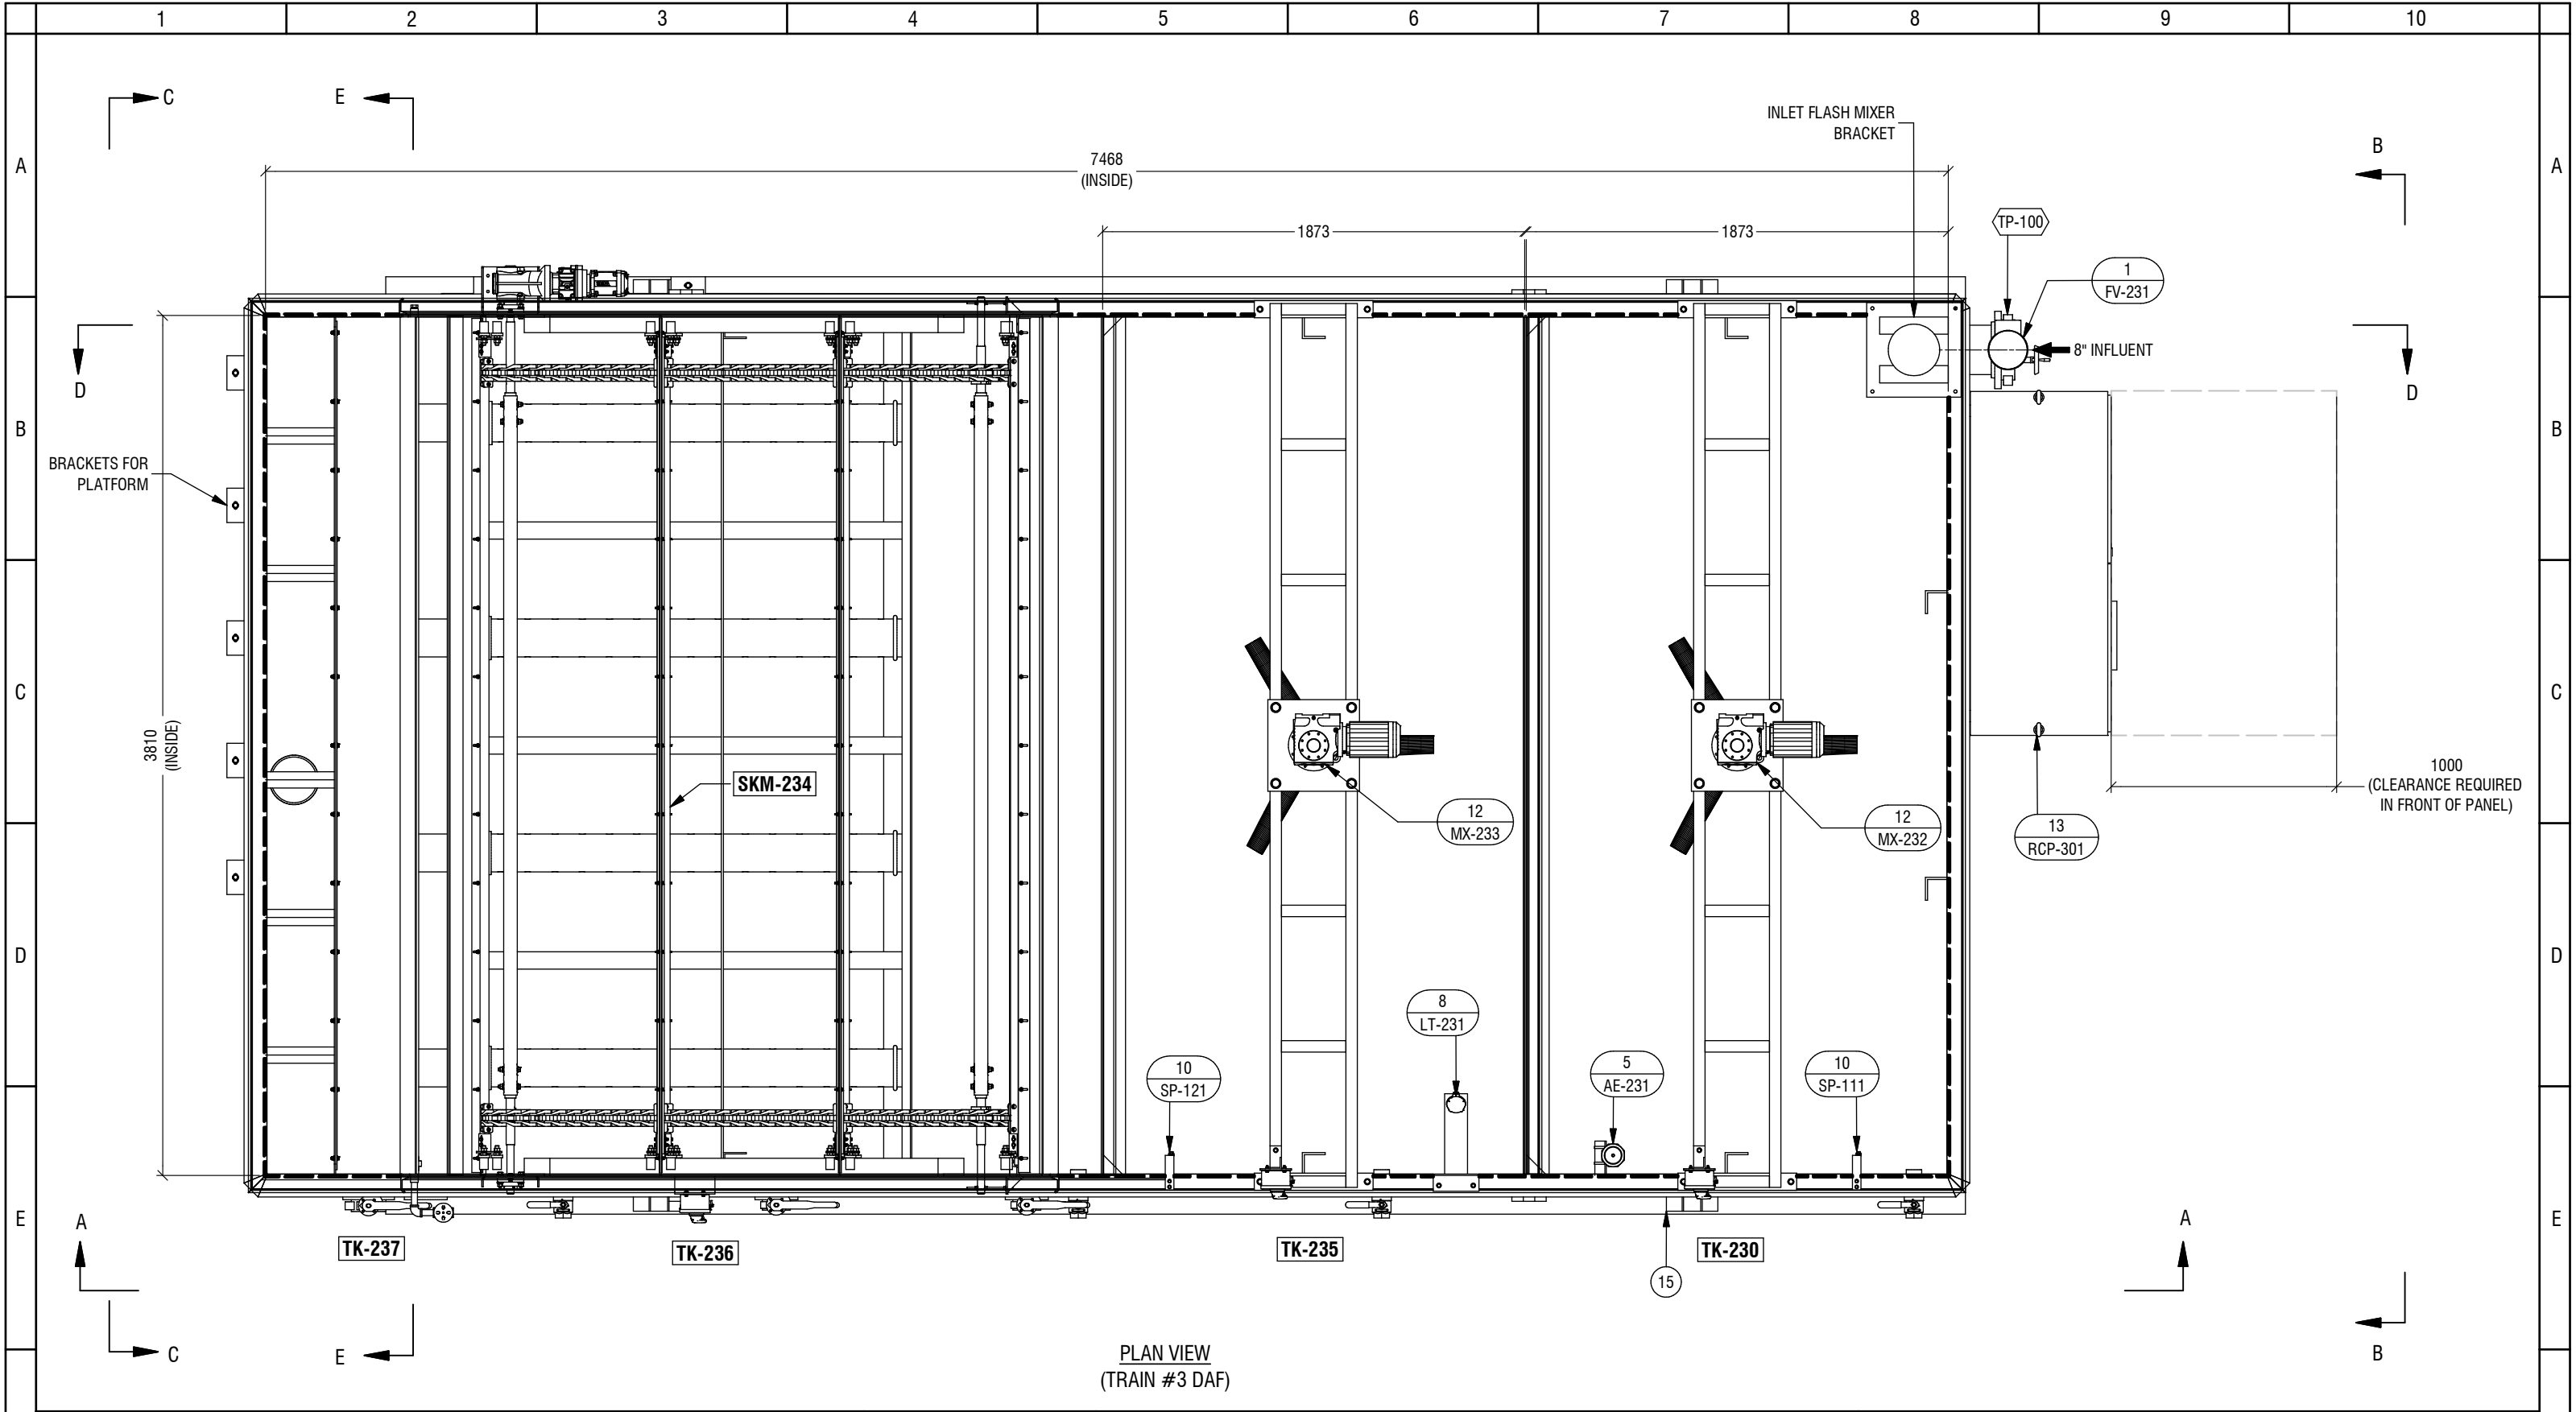 1 2 3 4 5 6 7 8 9 10
C
E
INLET FLASH MIXER
BRACKET
B
A
A
7468
(INSIDE)
TP-100
1873
1873
1
FV-231
8" INFLUENT
D
D
B
B
BRACKETS FOR
PLATFORM
C
C
3810
(INSIDE)
SKM-234
1000
(CLEARANCE REQUIRED
IN FRONT OF PANEL)
12
MX-233
12
MX-232
13
RCP-301
D
D
8
LT-231
10
SP-121
5
AE-231
10
SP-111
E
E
A
A
TK-237
TK-236
TK-235
TK-230
15
C
E
B
PLAN VIEW
(TRAIN #3 DAF)